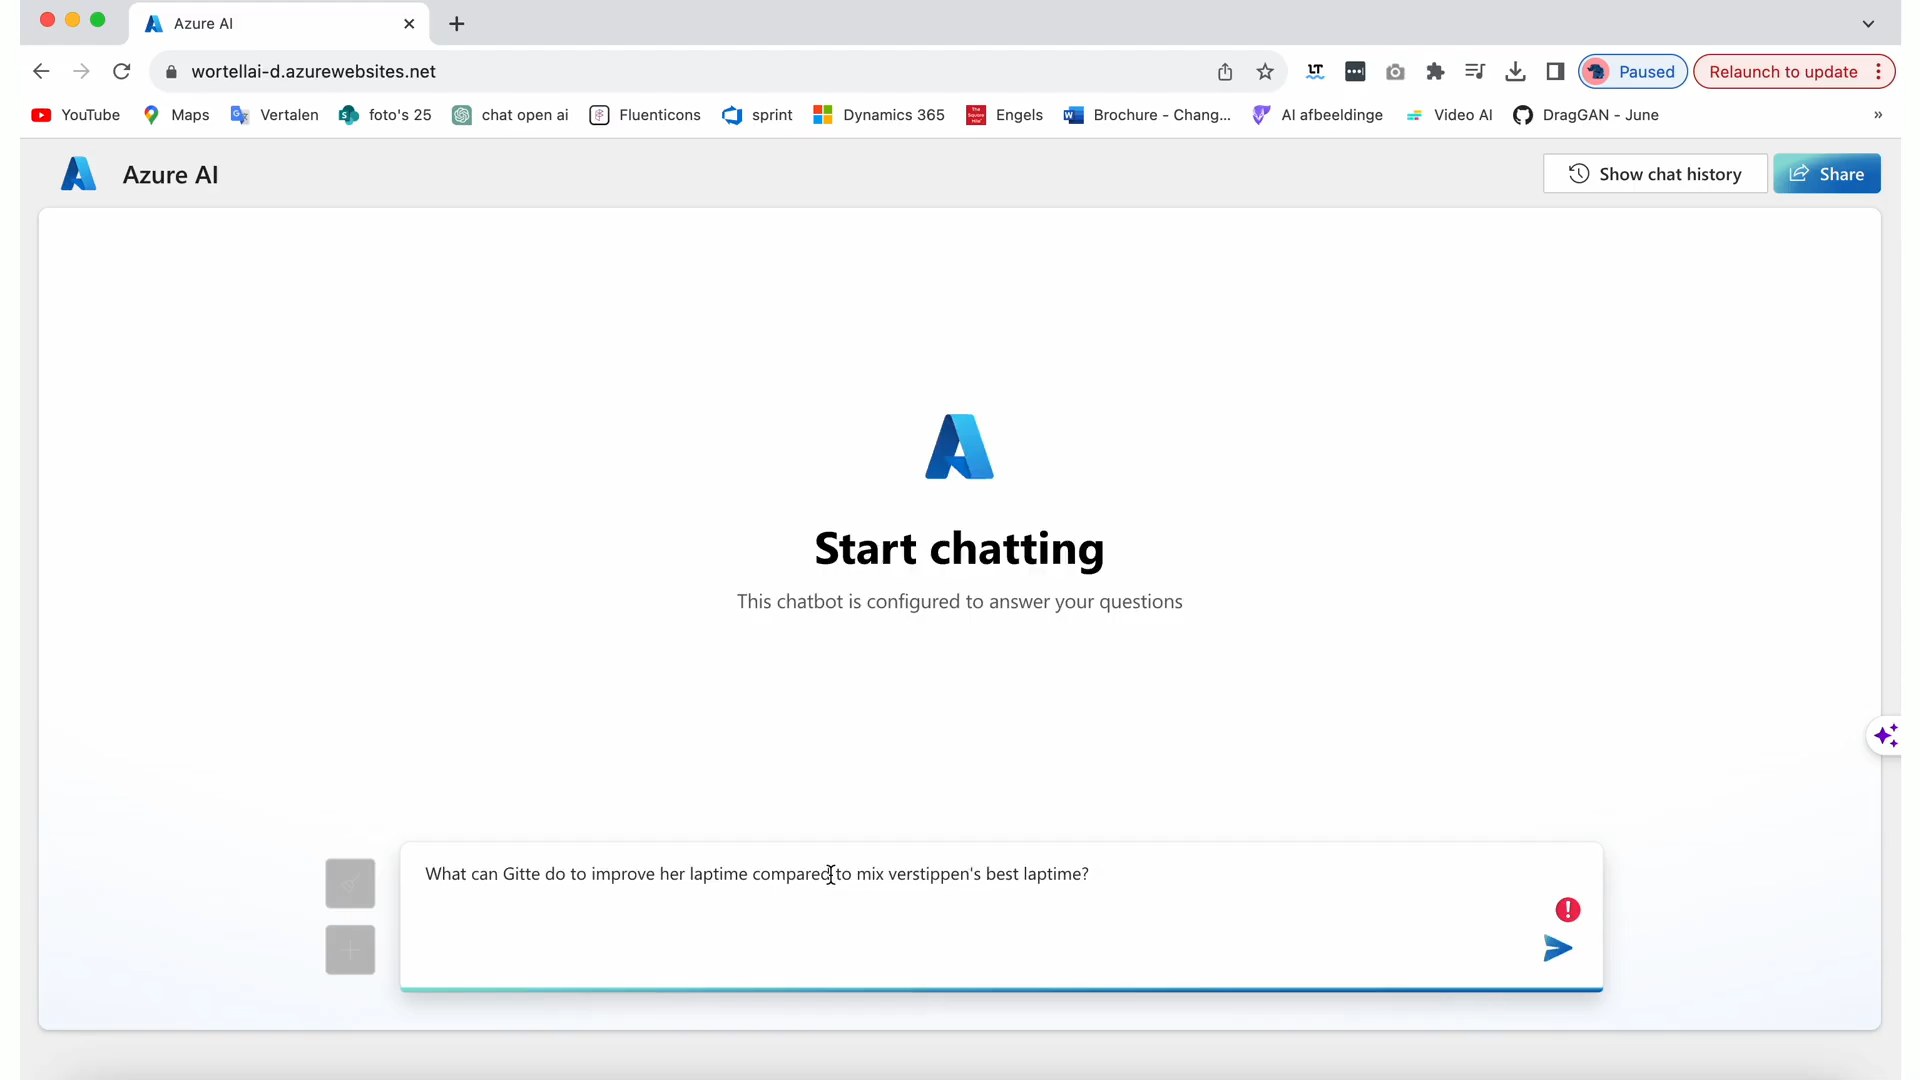 Azure AI
wortellai-d.azurewebsites.net
LT
Paused
Relaunch to update
YouTube
Maps
Vertalen
foto's 25
chat open ai
Fluenticons
sprint
Dynamics 365
Engels
Brochure - Chang...
AI afbeeldinge
Video AI
DragGAN - June
»
Azure AI
Show chat history
Share
Start chatting
This chatbot is configured to answer your questions
What can Gitte do to improve her laptime compared to mix verstippen's best laptime?